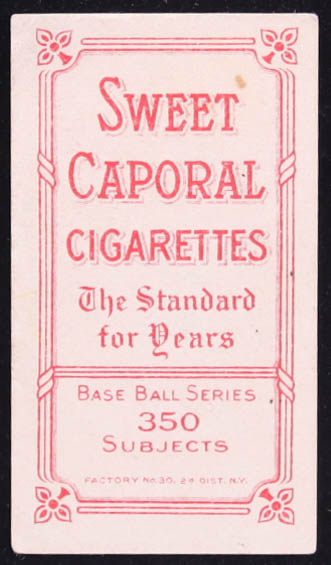 SWEET
CAPORAL
CIGARETTES
The Standard
for Years
BASE BALL SERIES
350
SUBJECTS
FACTORY No. 30, 2d DIST. N.Y.